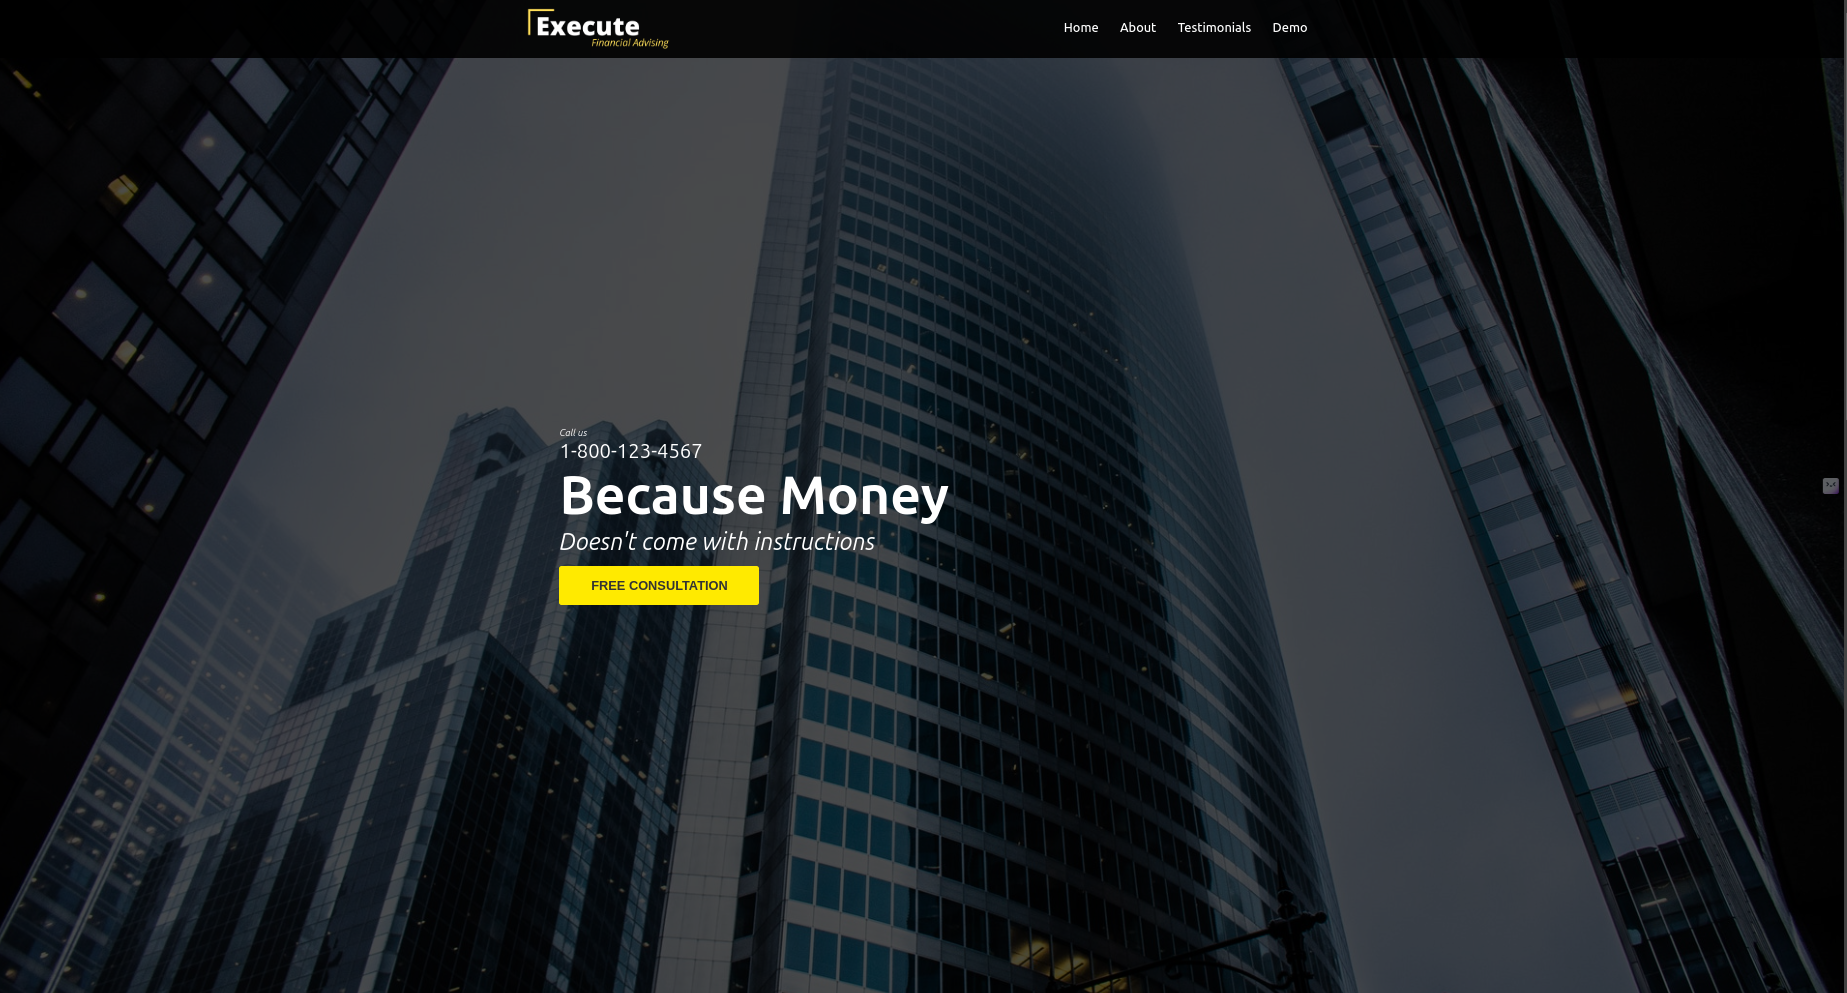 Execute
Financial Advising
Home About Testimonials Demo
Call us
1-800-123-4567
Because Money
Doesn't come with instructions
FREE CONSULTATION